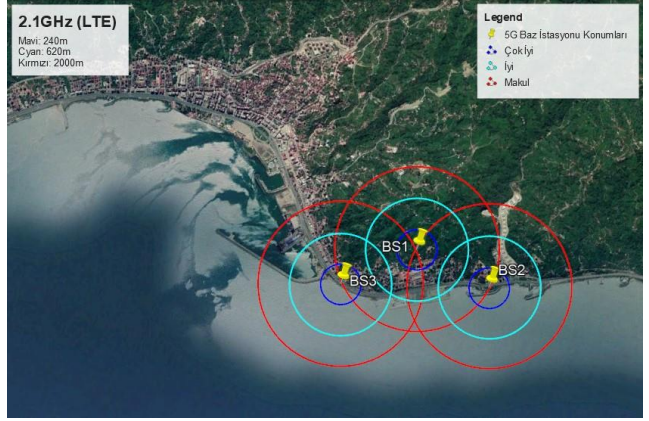 2.1GHz (LTE)
Mavi: 240m
Cyan: 620m
Kırmızı: 2000m
Legend
5G Baz İstasyonu Konumları
Çok İyi
İyi
Makul
BS1
BS2
BS3